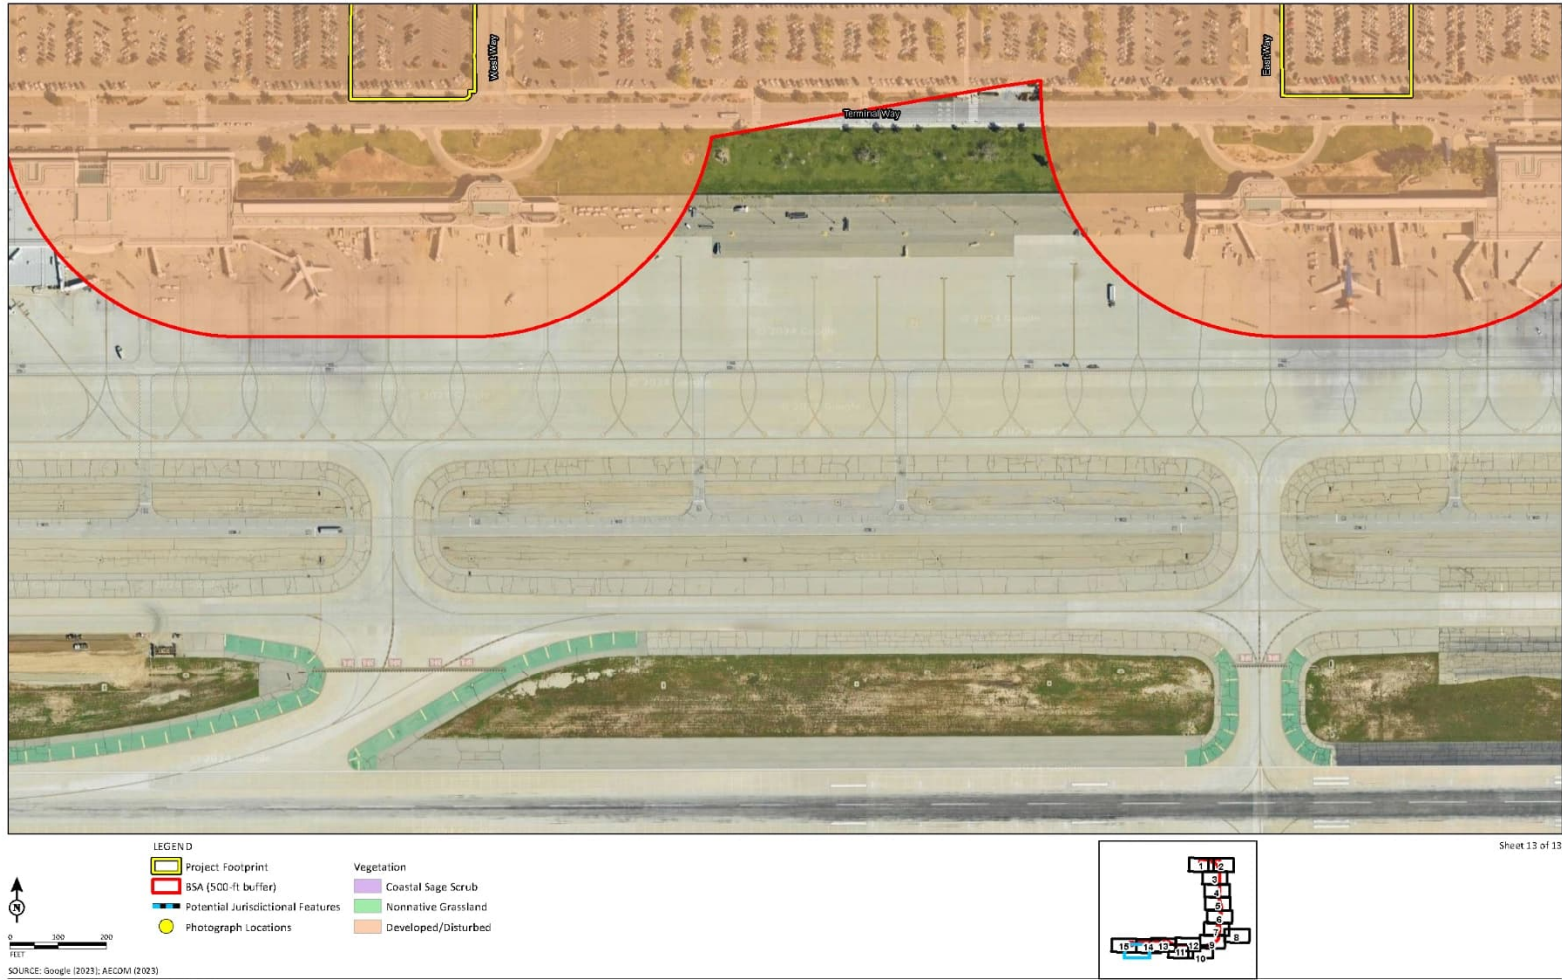 West Way
East Way
Terminal Way
LEGEND
Project Footprint
BSA (500-ft buffer)
Potential Jurisdictional Features
Photograph Locations
Vegetation
Coastal Sage Scrub
Nonnative Grassland
Developed/Disturbed
N
0 100 200
FEET
SOURCE: Google (2023); AECOM (2023)
Sheet 13 of 13
1 2
3
4
5
6
7 8
15 14 13 12 9
11 10